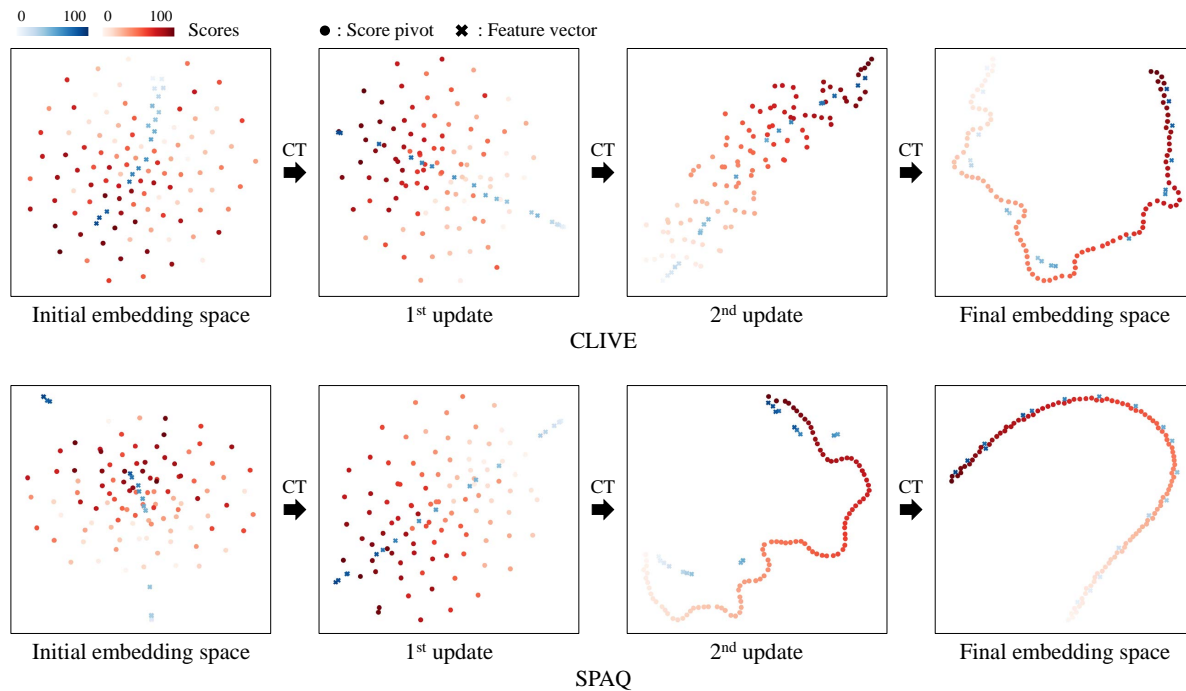 0 100 0 100 Scores ● : Score pivot ✖ : Feature vector
CT CT CT
Initial embedding space 1st update 2nd update Final embedding space
CLIVE
CT CT CT
Initial embedding space 1st update 2nd update Final embedding space
SPAQ